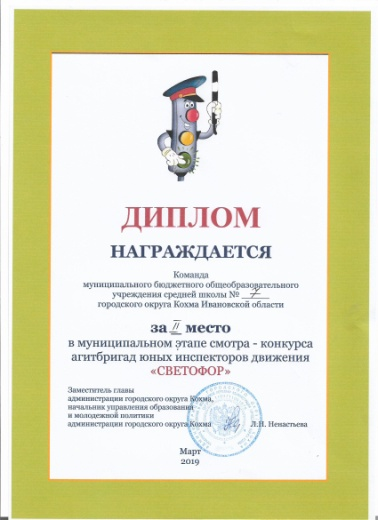 ДИПЛОМ
НАГРАЖДАЕТСЯ
Команда
муниципального бюджетного общеобразовательного
учреждения средней школы № 7
городского округа Кохма Ивановской области
за II место
в муниципальном этапе смотра - конкурса
агитбригад юных инспекторов движения
«СВЕТОФОР»
Заместитель главы
администрации городского округа Кохма,
начальник управления образования
и молодежной политики
администрации городского округа Кохма Л.Н. Ненастьева
Март
2019